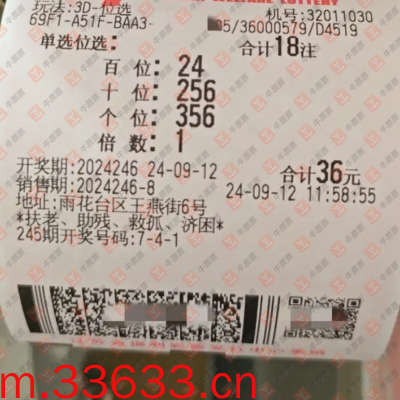 WELFARE LOTTERY
玩法:3D-位选
机号:32011030
69F1-A51F-BAA3-
05/36000579/D4519
单选位选:
合计18注
百位:24
十位:256
个位:356
倍数:1
开奖期:2024246 24-09-12
合计36元
销售期:2024246-8
24-09-12 11:58:55
地址:雨花台区王燕街6号
*扶老、助残、救孤、济困*
245期开奖号码:7-4-1
m.33633.cn